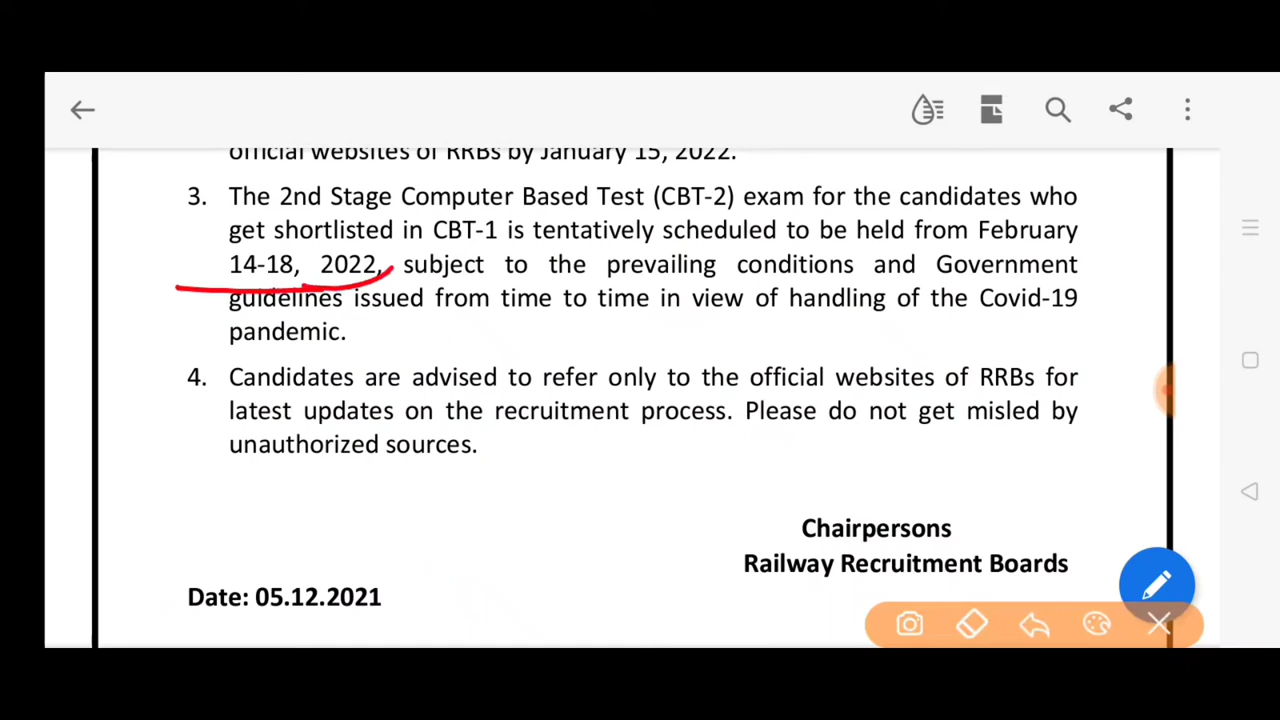 official websites of RRBs by January 15, 2022.
3. The 2nd Stage Computer Based Test (CBT-2) exam for the candidates who
get shortlisted in CBT-1 is tentatively scheduled to be held from February
14-18, 2022, subject to the prevailing conditions and Government
guidelines issued from time to time in view of handling of the Covid-19
pandemic.
4. Candidates are advised to refer only to the official websites of RRBs for
latest updates on the recruitment process. Please do not get misled by
unauthorized sources.
Chairpersons
Railway Recruitment Boards
Date: 05.12.2021